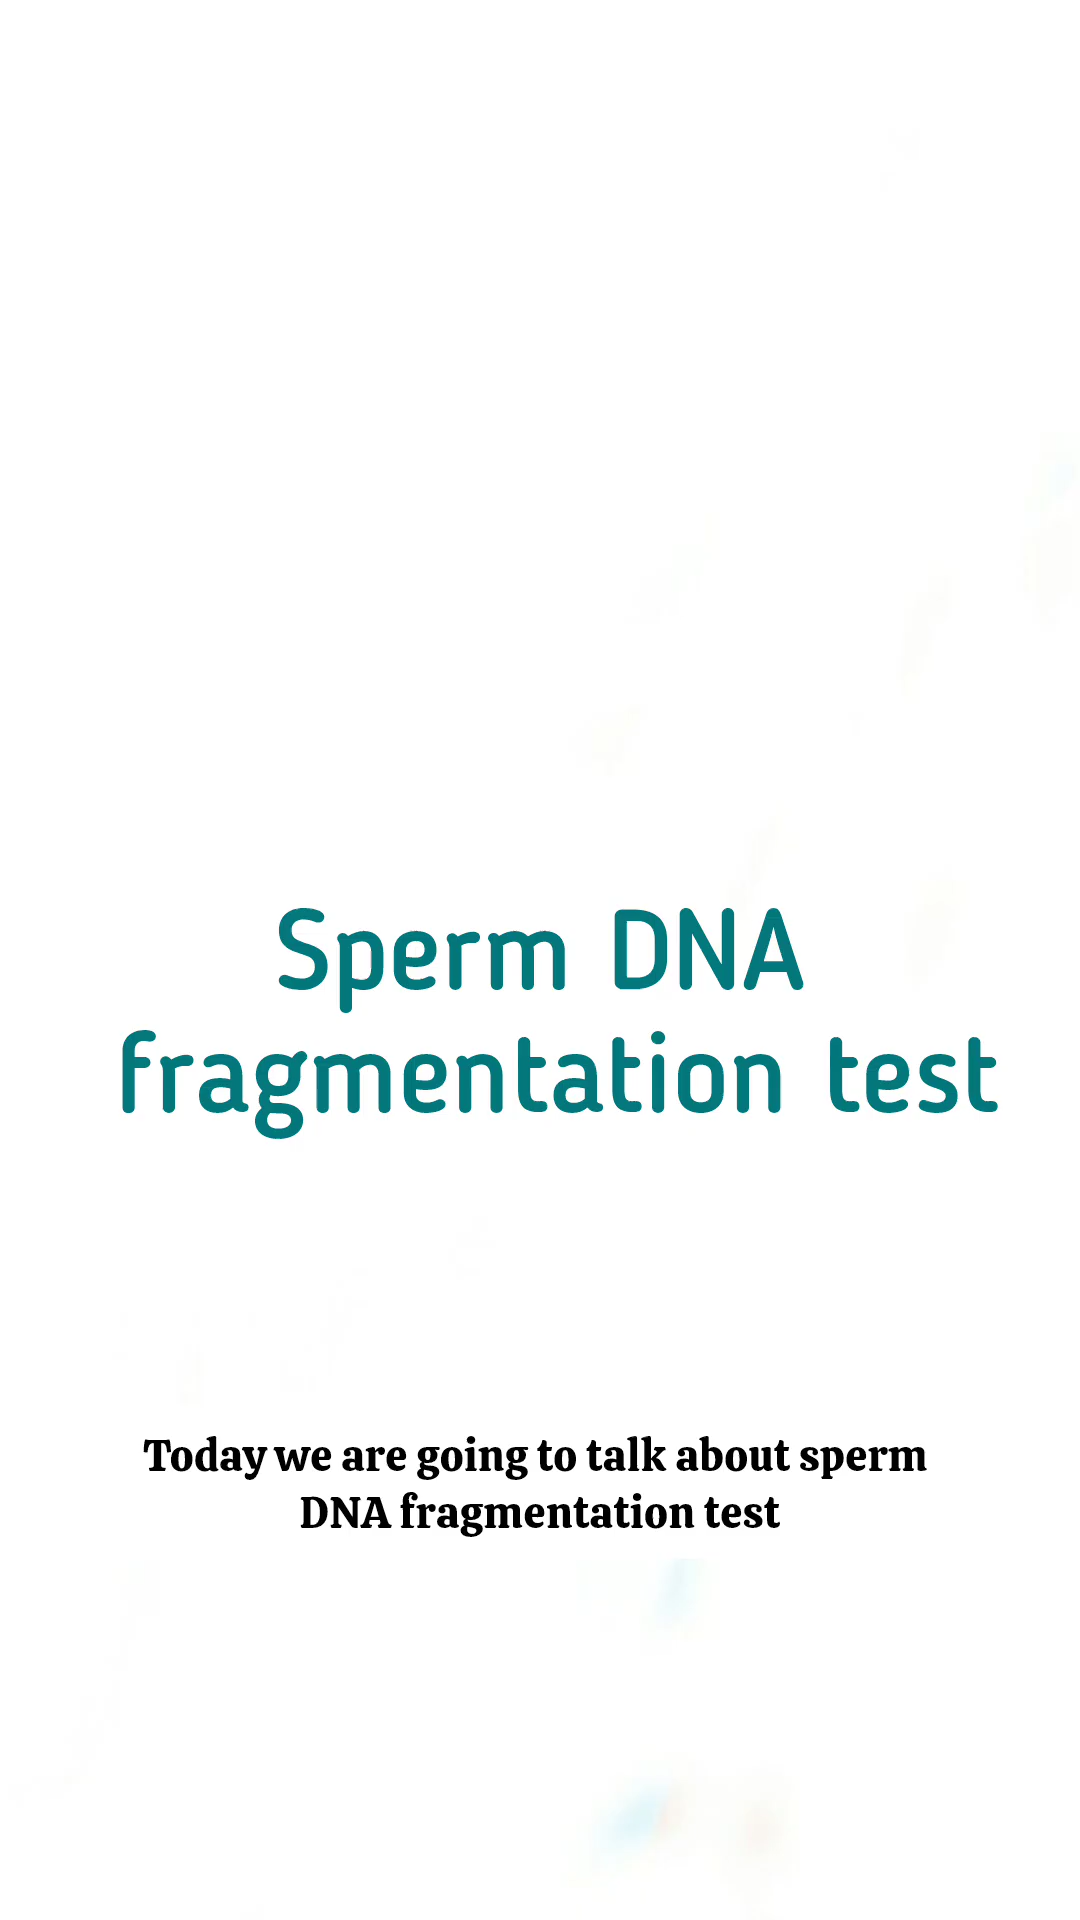 Sperm DNA
fragmentation test
Today we are going to talk about sperm
DNA fragmentation test